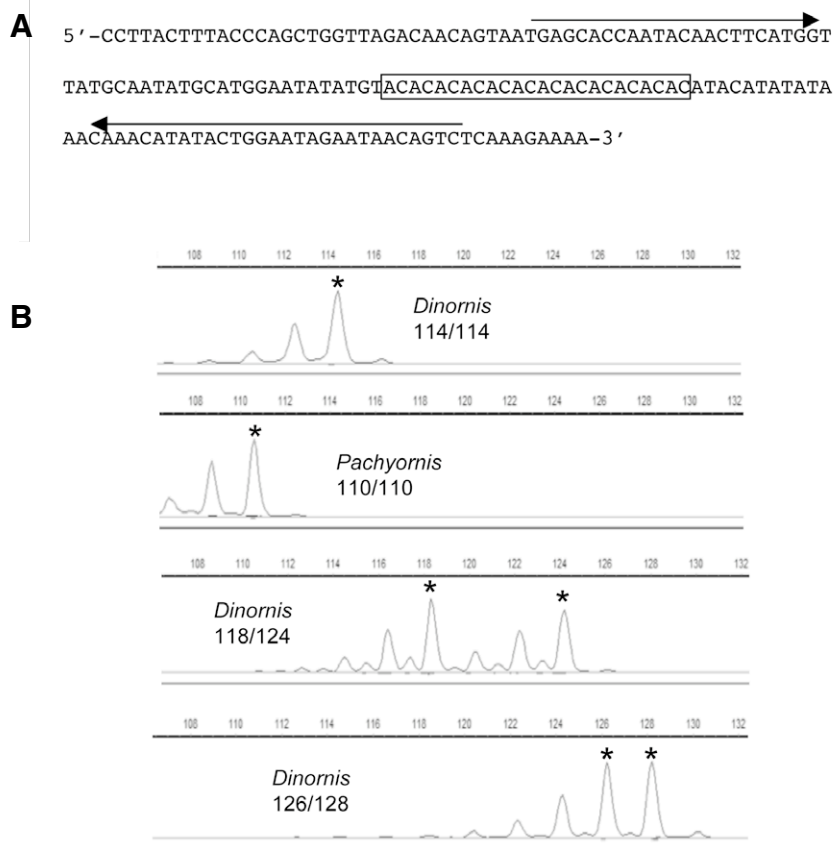 A
5′-CCTTACTTTACCCAGCTGGTTAGACAACAGTAATGAGCACCAATACAACTTCATGGT
TATGCAATATGCATGGAATATATGTACACACACACACACACACACACACATACATATATA
AACAAACATATACTGGAATAGAATAACAGTCTCAAAGAAAA-3′
B
108 110 112 114 116 118 120 122 124 126 128 130 132
*
Dinornis
114/114
108 110 112 114 116 118 120 122 124 126 128 130 132
*
Pachyornis
110/110
108 110 112 114 116 118 120 122 124 126 128 130 132
* *
Dinornis
118/124
108 110 112 114 116 118 120 122 124 126 128 130 132
* *
Dinornis
126/128